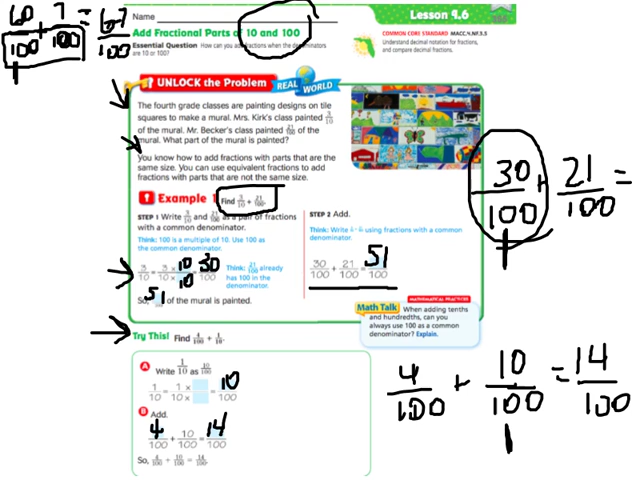 60/100 + 7/100 = 67/100
Name
Lesson 9.6
Add Fractional Parts of 10 and 100
Essential Question How can you add fractions when the denominators
are 10 or 100?
COMMON CORE STANDARD MACC.4.NF.3.5
Understand decimal notation for fractions,
and compare decimal fractions.
UNLOCK the Problem REAL WORLD
The fourth grade classes are painting designs on tile
squares to make a mural. Mrs. Kirk's class painted 3/10
of the mural. Mr. Becker's class painted 21/100 of the
mural. What part of the mural is painted?
You know how to add fractions with parts that are the
same size. You can use equivalent fractions to add
fractions with parts that are not the same size.
Example 1 Find 3/10 + 21/100.
STEP 1 Write 3/10 and 21/100 as a pair of fractions
with a common denominator.
Think: 100 is a multiple of 10. Use 100 as
the common denominator.
3/10 = 3 × 10/10 × 10 = 30/100
Think: 21/100 already
has 100 in the
denominator.
So, 51 of the mural is painted.
STEP 2 Add.
Think: Write using fractions with a common
denominator.
30/100 + 21/100 = 51/100
30/100 + 21/100 =
MATHEMATICAL PRACTICES
Math Talk When adding tenths
and hundredths, can you
always use 100 as a common
denominator? Explain.
Try This! Find 4/100 + 1/10.
A Write 1/10 as 10/100
1/10 = 1 ×/10 × = 10/100
B Add.
4/100 + 10/100 = 14/100
So, 4/100 + 10/100 = 14/100.
4/100 + 10/100 = 14/100